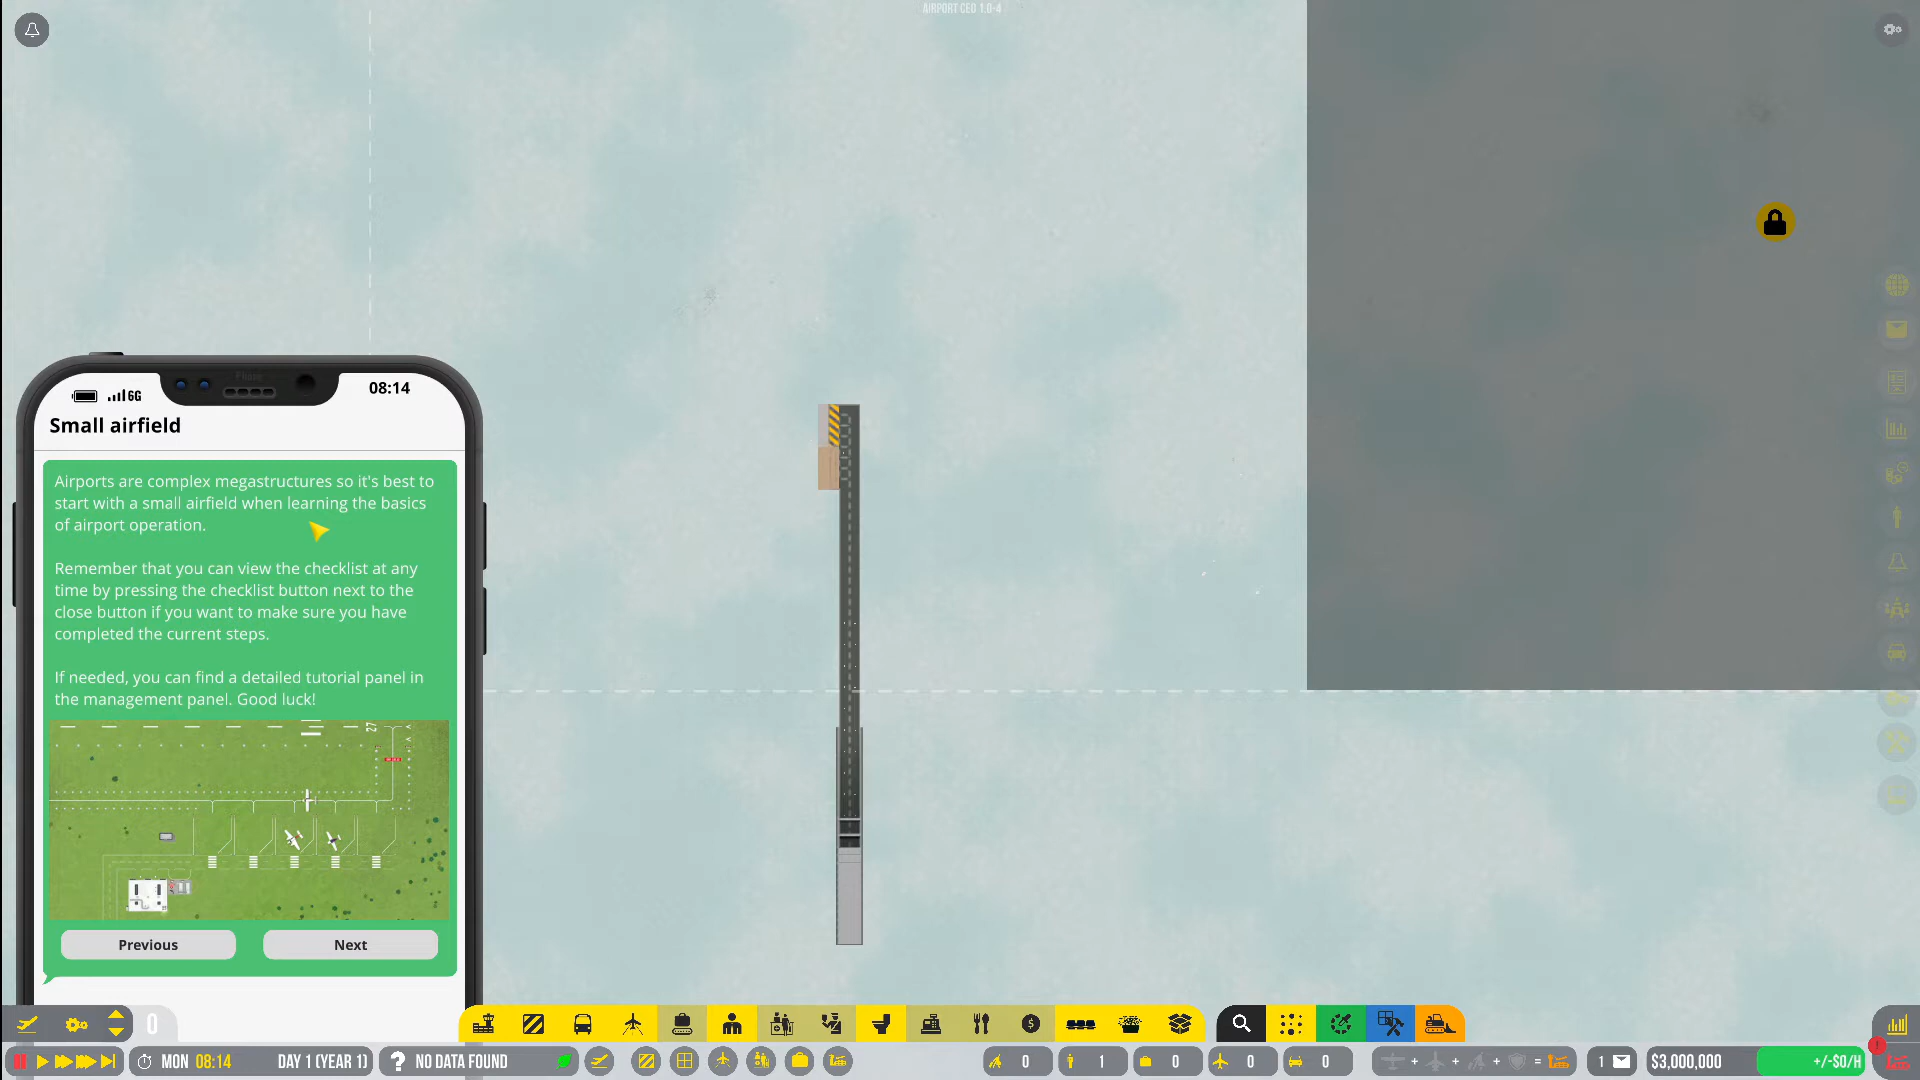 AIRPORT CEO 1.0-4
Phone
6G
08:14
Small airfield
Airports are complex megastructures so it's best to
start with a small airfield when learning the basics
of airport operation.
Remember that you can view the checklist at any
time by pressing the checklist button next to the
close button if you want to make sure you have
completed the current steps.
If needed, you can find a detailed tutorial panel in
the management panel. Good luck!
27
Previous
Next
0
MON 08:14
DAY 1 (YEAR 1)
? NO DATA FOUND
0
1
0
0
0
+ + + =
1
$3,000,000
+/-$0/H
!